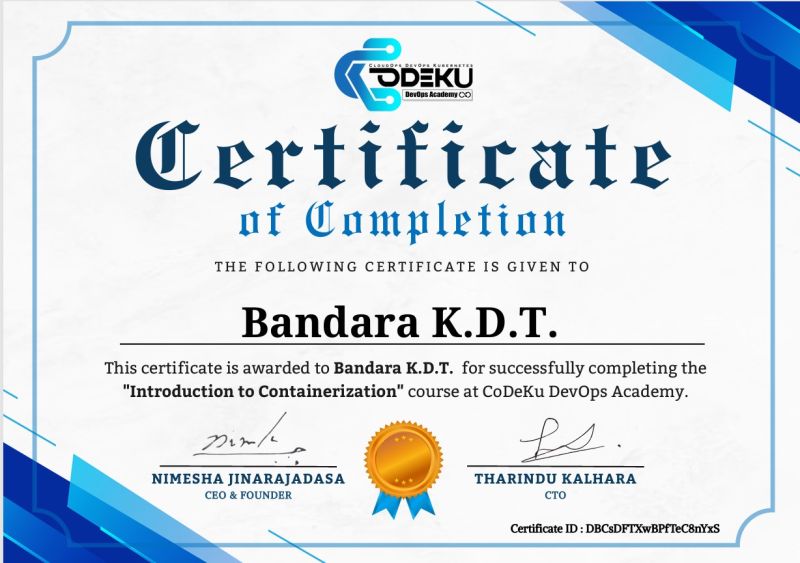 CLOUDOPS DEVOPS KUBERNETES
CODEKU
DevOps Academy
Certificate
of Completion
THE FOLLOWING CERTIFICATE IS GIVEN TO
Bandara K.D.T.
This certificate is awarded to Bandara K.D.T. for successfully completing the
"Introduction to Containerization" course at CoDeKu DevOps Academy.
NIMESHA JINARAJADASA
CEO & FOUNDER
THARINDU KALHARA
CTO
Certificate ID : DBCsDFTXwBPfTeC8nYxS